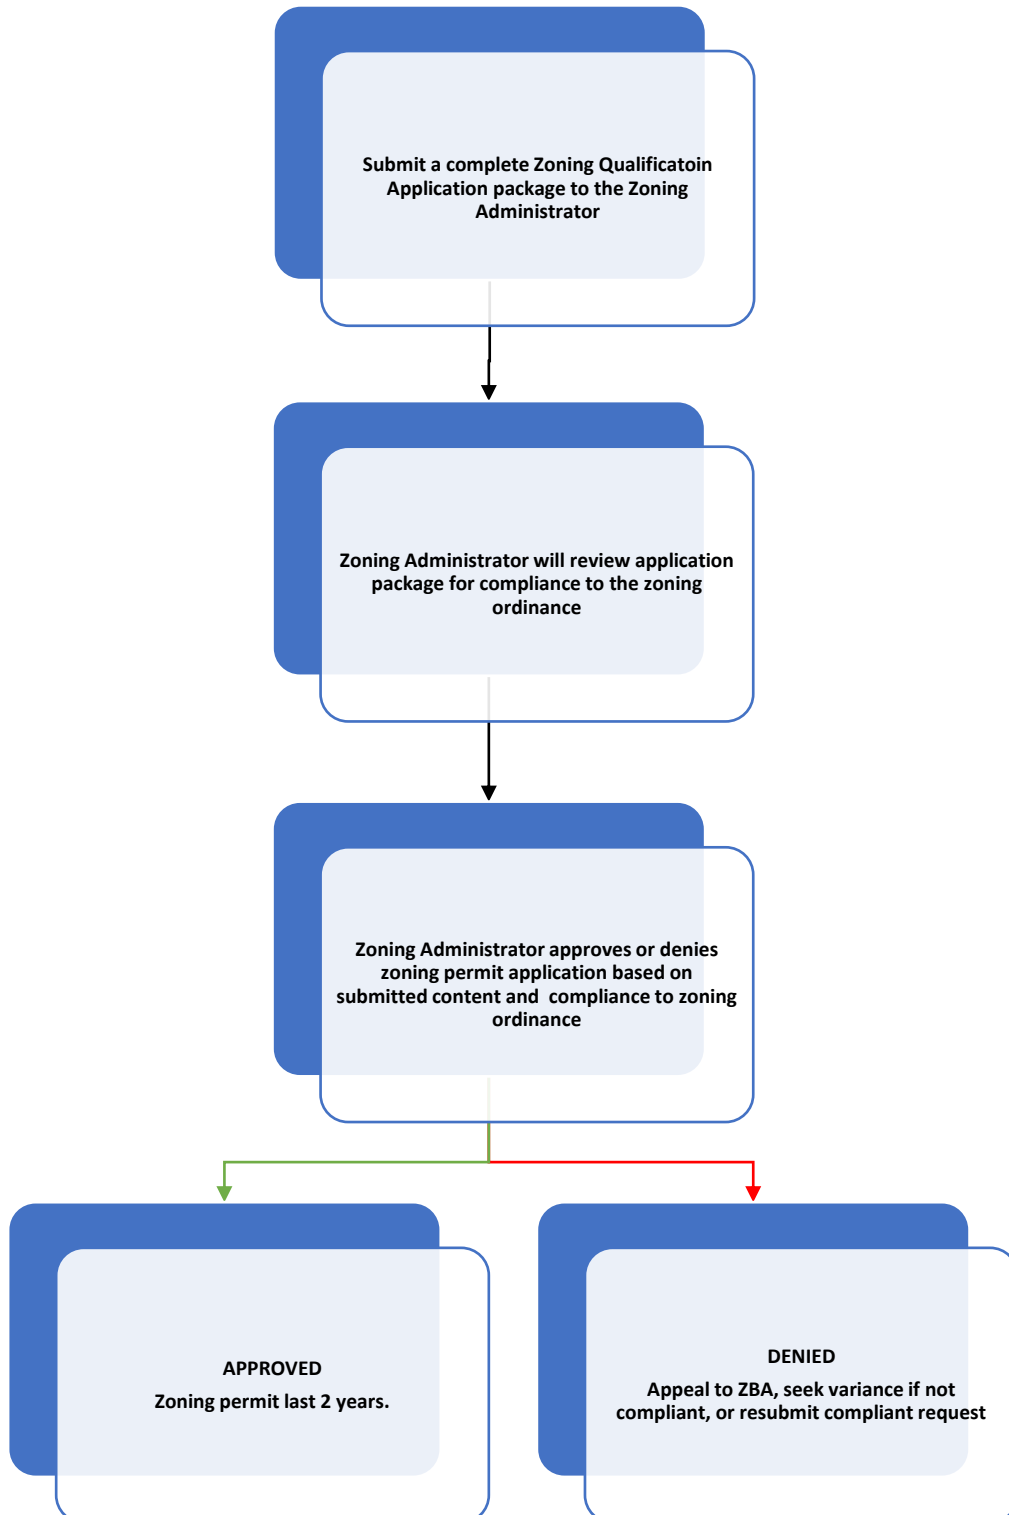 Submit a complete Zoning Qualificatoin
Application package to the Zoning
Administrator
Zoning Administrator will review application
package for compliance to the zoning
ordinance
Zoning Administrator approves or denies
zoning permit application based on
submitted content and  compliance to zoning
ordinance
APPROVED
Zoning permit last 2 years.
DENIED
Appeal to ZBA, seek variance if not
compliant, or resubmit compliant request